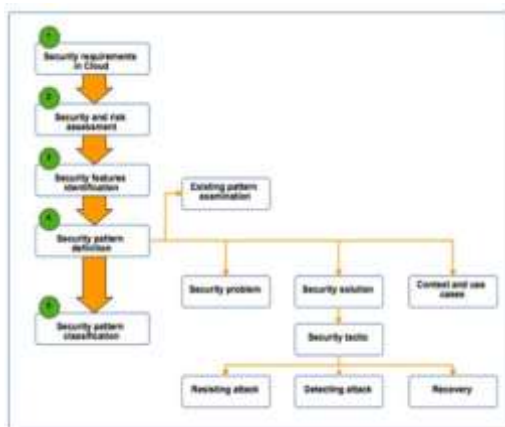 1
Security requirements
in Cloud
2
Security and risk
assessment
3
Security features
identification
Existing pattern
examination
4
Security pattern
definition
Security problem
Security solution
Context and use
cases
5
Security pattern
classification
Security tactic
Resisting attack
Detecting attack
Recovery